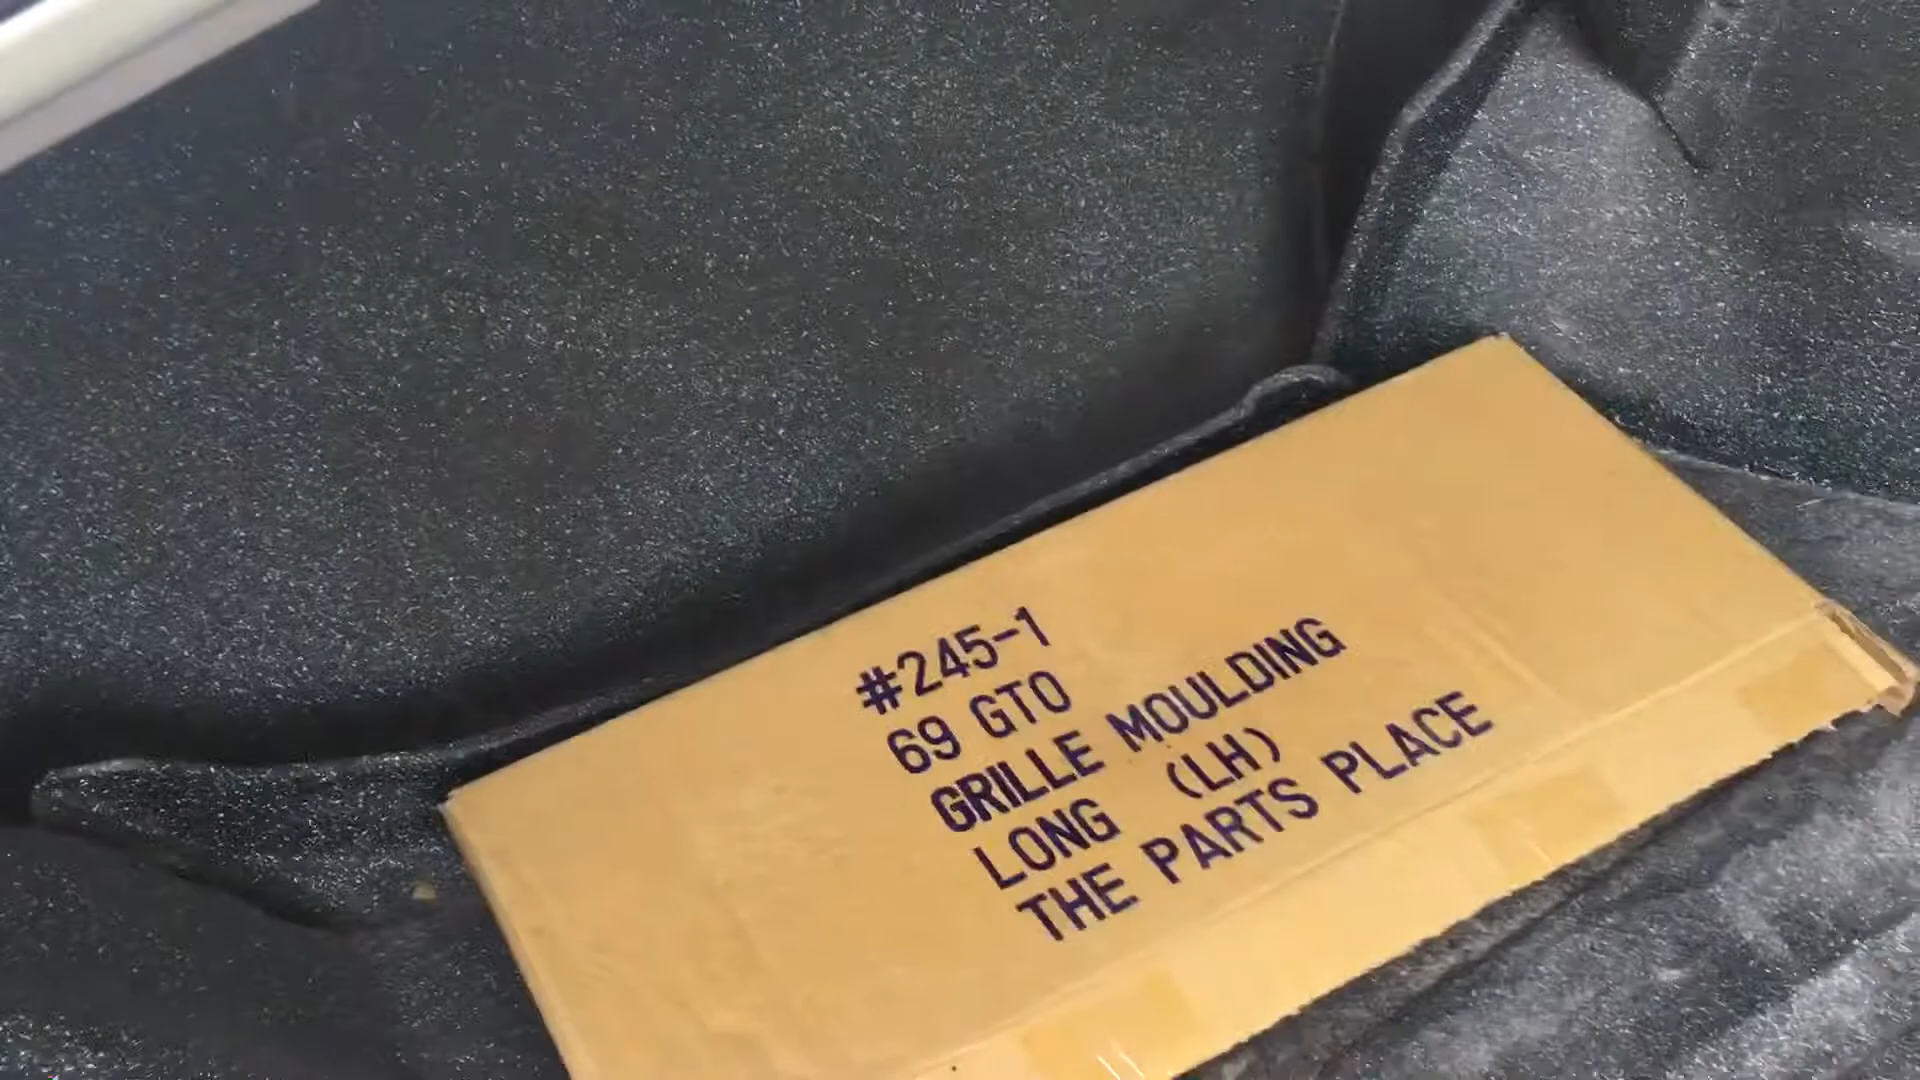 #245-1
69 GTO
GRILLE MOULDING
LONG (LH)
THE PARTS PLACE